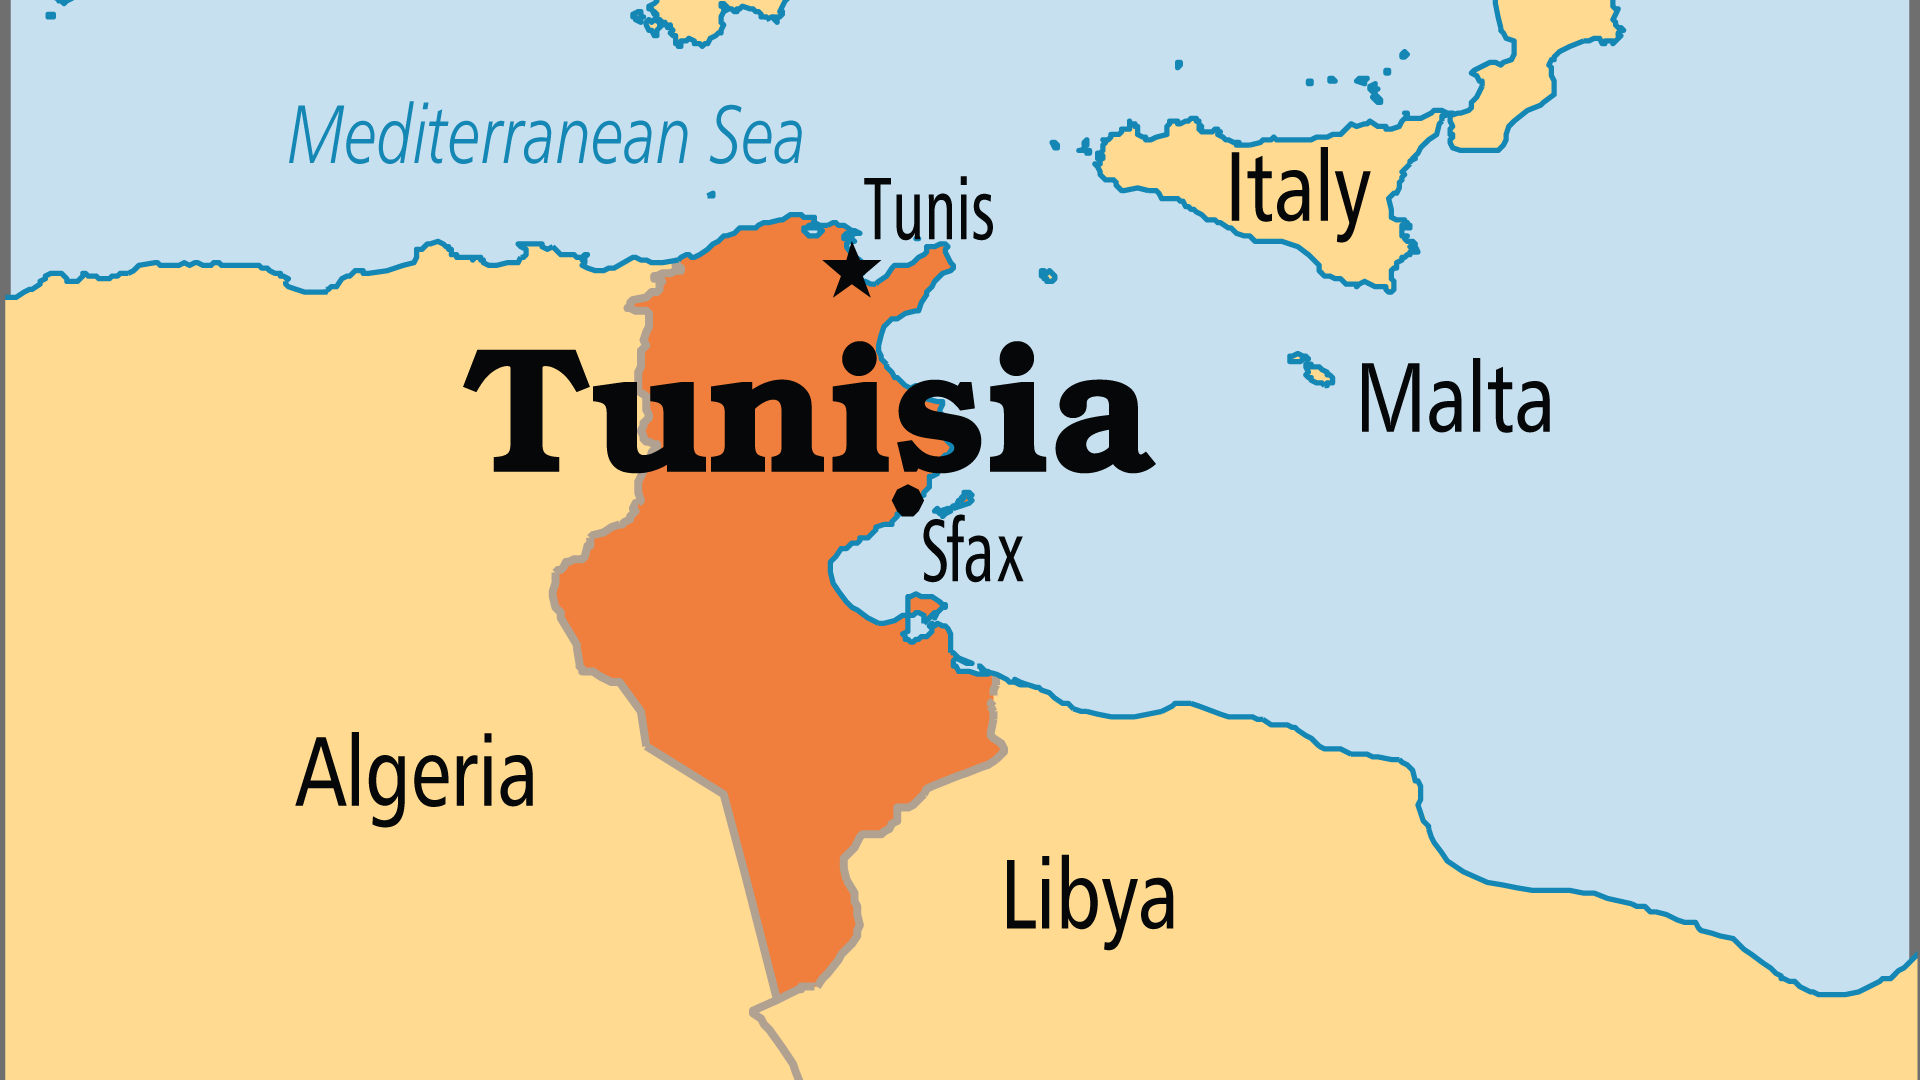 Mediterranean Sea
Tunis
Italy
Tunisia
Malta
Sfax
Algeria
Libya